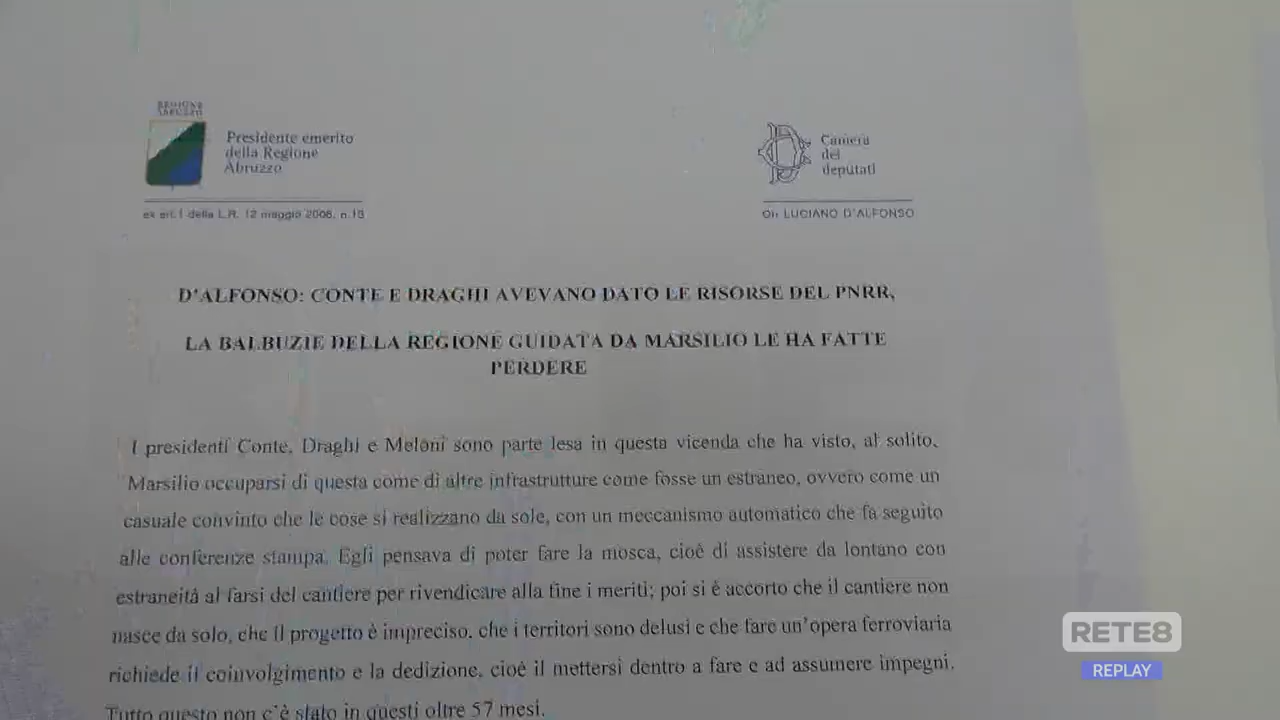 REGIONE
ABRUZZO
Presidente emerito
della Regione
Abruzzo
ex art.1 della L.R. 12 maggio 2006, n.16
Camera
dei
deputati
On. LUCIANO D'ALFONSO
D'ALFONSO: CONTE E DRAGHI AVEVANO DATO LE RISORSE DEL PNRR,
LA BALBUZIE DELLA REGIONE GUIDATA DA MARSILIO LE HA FATTE
PERDERE
I presidenti Conte, Draghi e Meloni sono parte lesa in questa vicenda che ha visto, al solito,
Marsilio occuparsi di questa come di altre infrastrutture come fosse un estraneo, ovvero come un
casuale convinto che le cose si realizzano da sole, con un meccanismo automatico che fa seguito
alle conferenze stampa. Egli pensava di poter fare la mosca, cioè di assistere da lontano con
estraneità al farsi del cantiere per rivendicare alla fine i meriti; poi si è accorto che il cantiere non
nasce da solo, che il progetto è impreciso, che i territori sono delusi e che fare un'opera ferroviaria
richiede il coinvolgimento e la dedizione, cioè il mettersi dentro a fare e ad assumere impegni.
Tutto questo non c'è stato in questi oltre 57 mesi.
RETE8
REPLAY